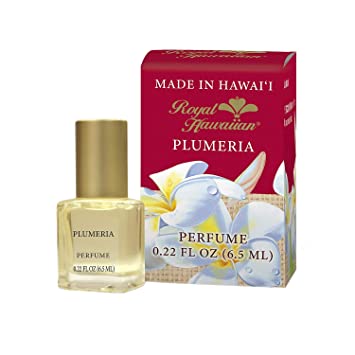 MADE IN HAWAI'I
Royal
Hawaiian®
PLUMERIA
PERFUME
0.22 FL OZ (6.5 ML)
PLUMERIA
PERFUME
0.22 FL OZ (6.5 ML)